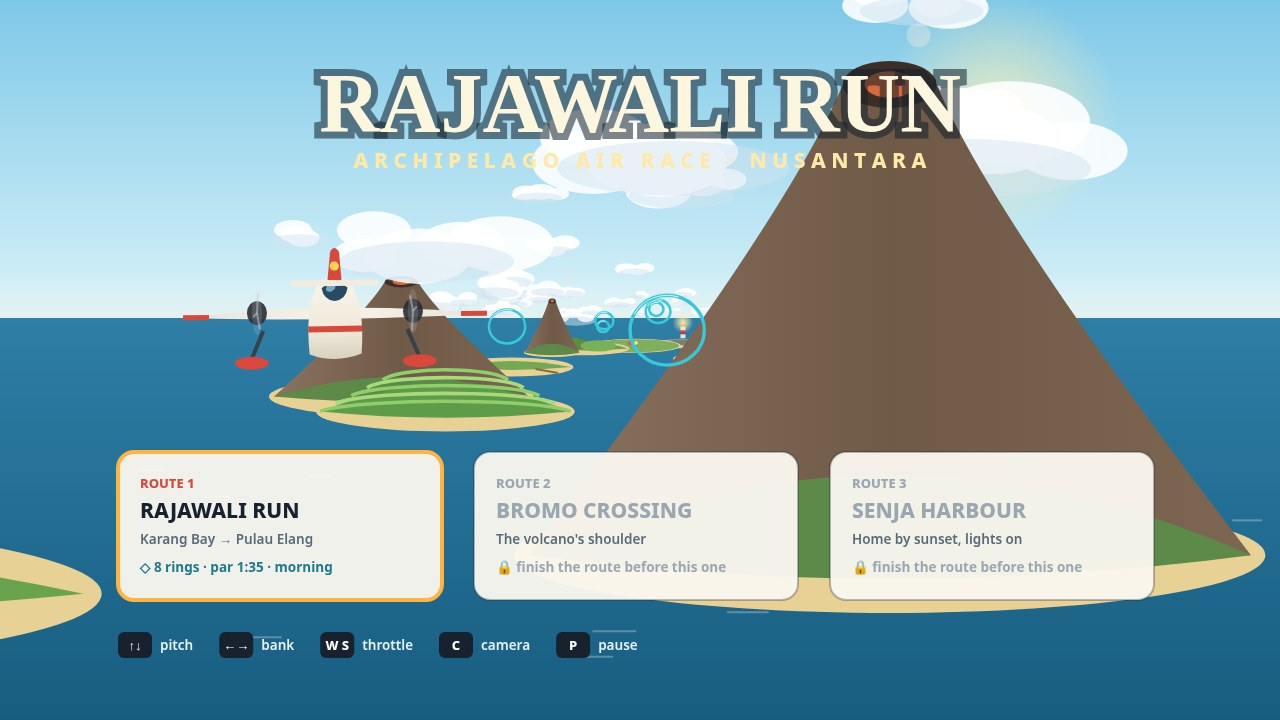 RAJAWALI RUN
ARCHIPELAGO AIR RACE NUSANTARA
ROUTE 1
RAJAWALI RUN
Karang Bay → Pulau Elang
◇ 8 rings · par 1:35 · morning
ROUTE 2
BROMO CROSSING
The volcano's shoulder
🔒 finish the route before this one
ROUTE 3
SENJA HARBOUR
Home by sunset, lights on
🔒 finish the route before this one
↑↓ pitch ←→ bank W S throttle C camera P pause